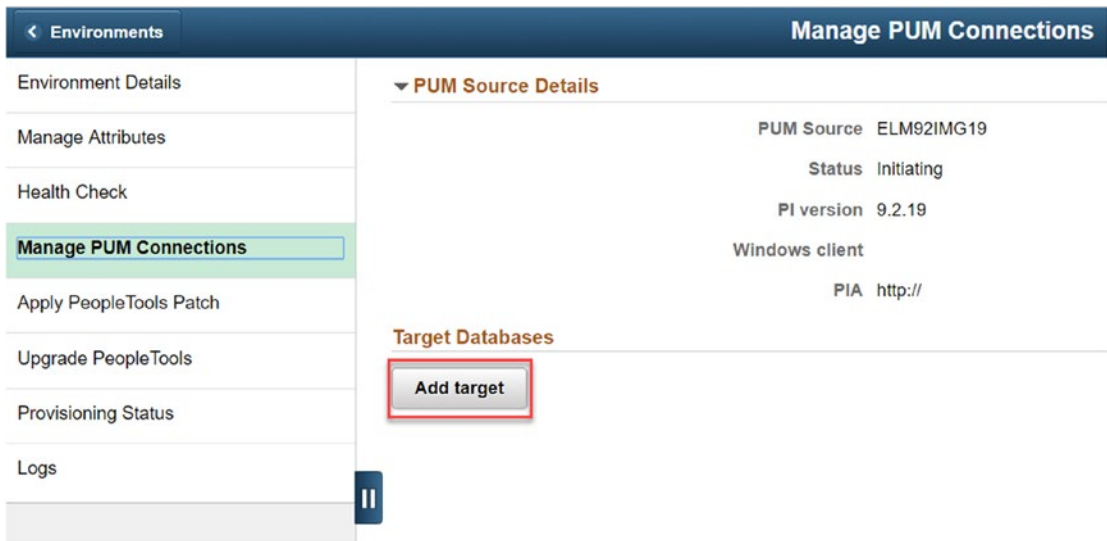 Environments
Manage PUM Connections
Environment Details
Manage Attributes
Health Check
Manage PUM Connections
Apply PeopleTools Patch
Upgrade PeopleTools
Provisioning Status
Logs
PUM Source Details
PUM Source ELM92IMG19
Status Initiating
PI version 9.2.19
Windows client
PIA http://
Target Databases
Add target